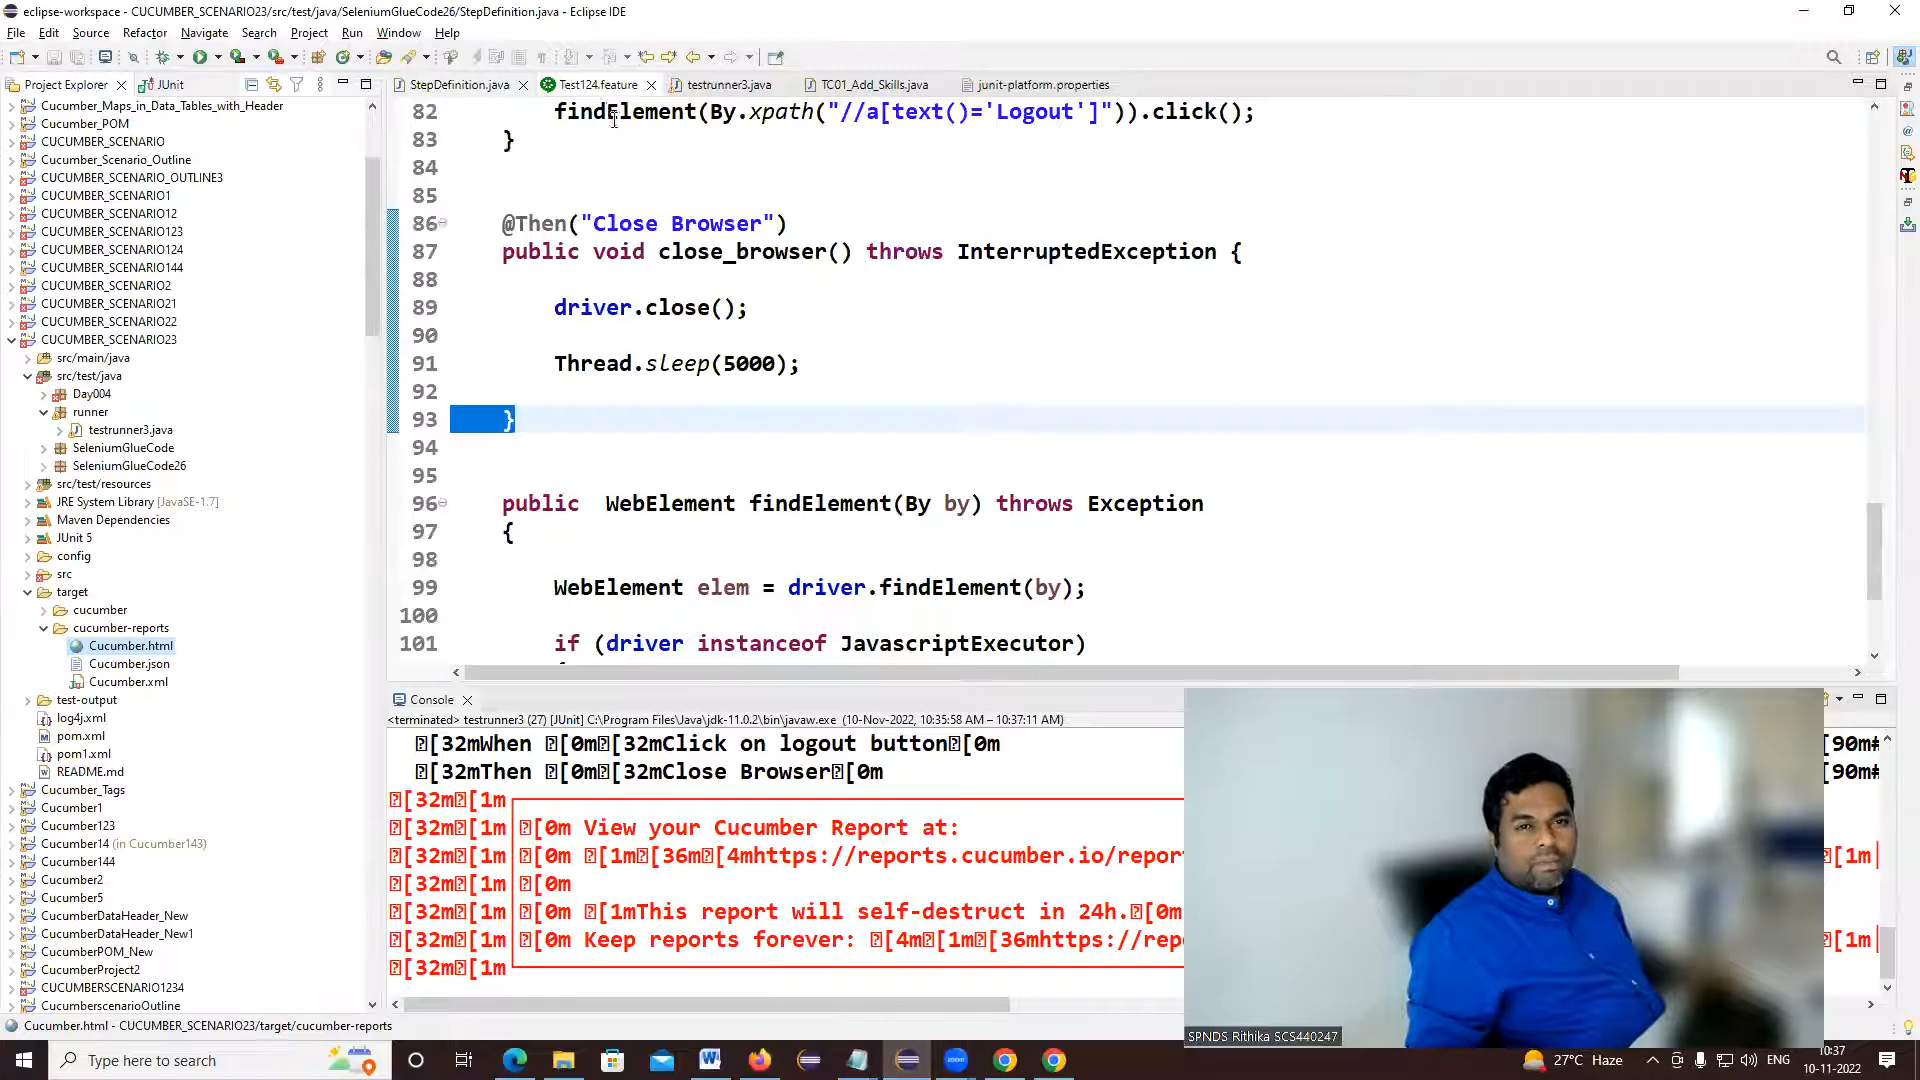 eclipse-workspace - CUCUMBER_SCENARIO23/src/test/java/SeleniumGlueCode26/StepDefinition.java - Eclipse IDE
File Edit Source Refactor Navigate Search Project Run Window Help
Project Explorer JUnit
StepDefinition.java Test124.feature testrunner3.java TC01_Add_Skills.java junit-platform.properties
Cucumber_Maps_in_Data_Tables_with_Header
Cucumber_POM
CUCUMBER_SCENARIO
Cucumber_Scenario_Outline
CUCUMBER_SCENARIO_OUTLINE3
CUCUMBER_SCENARIO1
CUCUMBER_SCENARIO12
CUCUMBER_SCENARIO123
CUCUMBER_SCENARIO124
CUCUMBER_SCENARIO144
CUCUMBER_SCENARIO2
CUCUMBER_SCENARIO21
CUCUMBER_SCENARIO22
CUCUMBER_SCENARIO23
src/main/java
src/test/java
Day004
runner
testrunner3.java
SeleniumGlueCode
SeleniumGlueCode26
src/test/resources
JRE System Library [JavaSE-1.7]
Maven Dependencies
JUnit 5
config
src
target
cucumber
cucumber-reports
Cucumber.html
Cucumber.json
Cucumber.xml
test-output
log4j.xml
pom.xml
pom1.xml
README.md
Cucumber_Tags
Cucumber1
Cucumber123
Cucumber14 (in Cucumber143)
Cucumber144
Cucumber2
Cucumber5
CucumberDataHeader_New
CucumberDataHeader_New1
CucumberPOM_New
CucumberProject2
CUCUMBERSCENARIO1234
CucumberscenarioOutline
82 findElement(By.xpath("//a[text()='Logout']")).click();
83 }
84
85
86 @Then("Close Browser")
87 public void close_browser() throws InterruptedException {
88
89 driver.close();
90
91 Thread.sleep(5000);
92
93 }
94
95
96 public WebElement findElement(By by) throws Exception
97 {
98
99 WebElement elem = driver.findElement(by);
100
101 if (driver instanceof JavascriptExecutor)
Console
<terminated> testrunner3 (27) [JUnit] C:\Program Files\Java\jdk-11.0.2\bin\javaw.exe (10-Nov-2022, 10:35:58 AM – 10:37:11 AM)
[32mWhen [0m[32mClick on logout button[0m [90m#
[32mThen [0m[32mClose Browser[0m [90m#
[32m[1m
[32m[1m [0m View your Cucumber Report at:
[32m[1m [0m [1m[36m[4mhttps://reports.cucumber.io/repor [1m
[32m[1m [0m
[32m[1m [0m [1mThis report will self-destruct in 24h.[0m
[32m[1m [0m Keep reports forever: [4m[1m[36mhttps://rep [1m
[32m[1m
SPNDS Rithika SCS440247
Cucumber.html - CUCUMBER_SCENARIO23/target/cucumber-reports
Type here to search
27°C Haze
ENG
10:37
10-11-2022